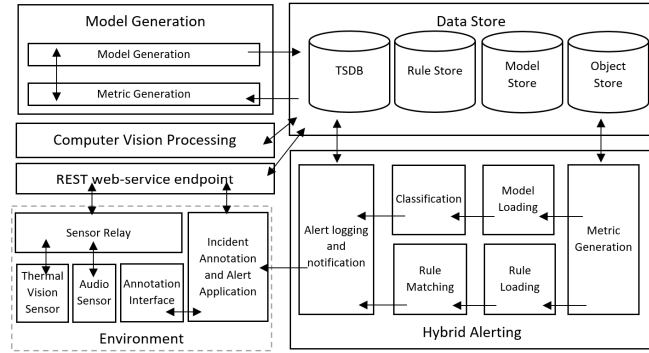 Model Generation
Model Generation
Metric Generation
Computer Vision Processing
REST web-service endpoint
Sensor Relay
Thermal
Vision
Sensor
Audio
Sensor
Annotation
Interface
Incident
Annotation
and Alert
Application
Environment
Data Store
TSDB
Rule Store
Model
Store
Object
Store
Alert logging
and
notification
Classification
Model
Loading
Rule
Matching
Rule
Loading
Metric
Generation
Hybrid Alerting